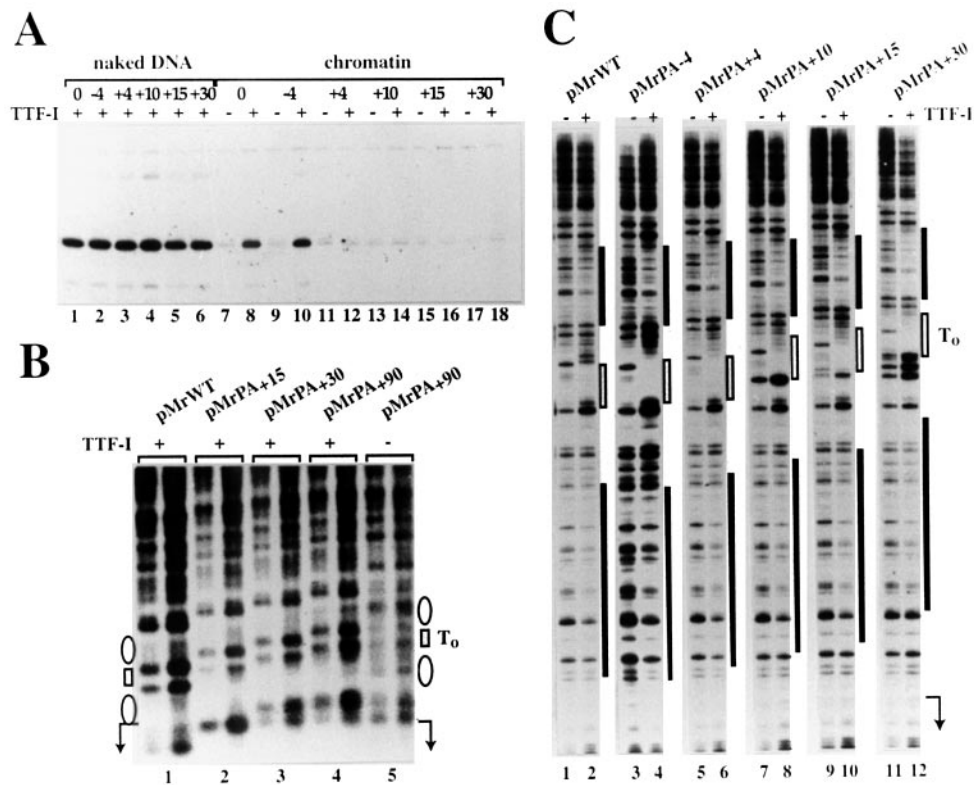 A
naked DNA chromatin
0 -4 +4 +10 +15 +30 0 -4 +4 +10 +15 +30
TTF-I + + + + + + - + - + - + - + - + - +
1 2 3 4 5 6 7 8 9 10 11 12 13 14 15 16 17 18
B
pMrWT pMrPA+15 pMrPA+30 pMrPA+90 pMrPA+90
TTF-I + + + + -
To
1 2 3 4 5
C
pMrWT pMrPA-4 pMrPA+4 pMrPA+10 pMrPA+15 pMrPA+30
- + - + - + - + - + - + TTF-I
To
1 2 3 4 5 6 7 8 9 10 11 12